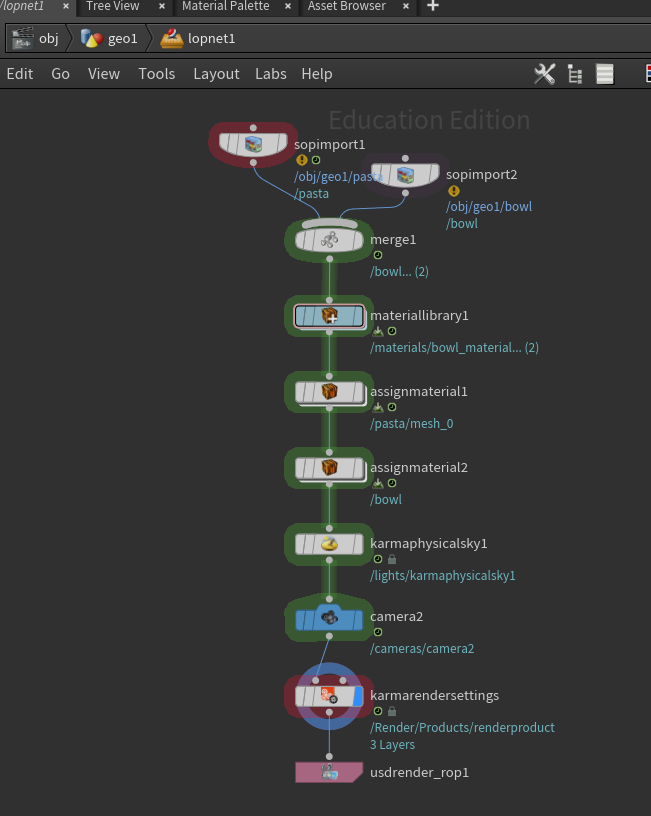 /lopnet1 × Tree View × Material Palette × Asset Browser × +
obj geo1 lopnet1
Edit Go View Tools Layout Labs Help
Education Edition
sopimport1
/obj/geo1/pasta
/pasta
sopimport2
/obj/geo1/bowl
/bowl
merge1
/bowl... (2)
materiallibrary1
/materials/bowl_material... (2)
assignmaterial1
/pasta/mesh_0
assignmaterial2
/bowl
karmaphysicalsky1
/lights/karmaphysicalsky1
camera2
/cameras/camera2
karmarendersettings
/Render/Products/renderproduct
3 Layers
usdrender_rop1